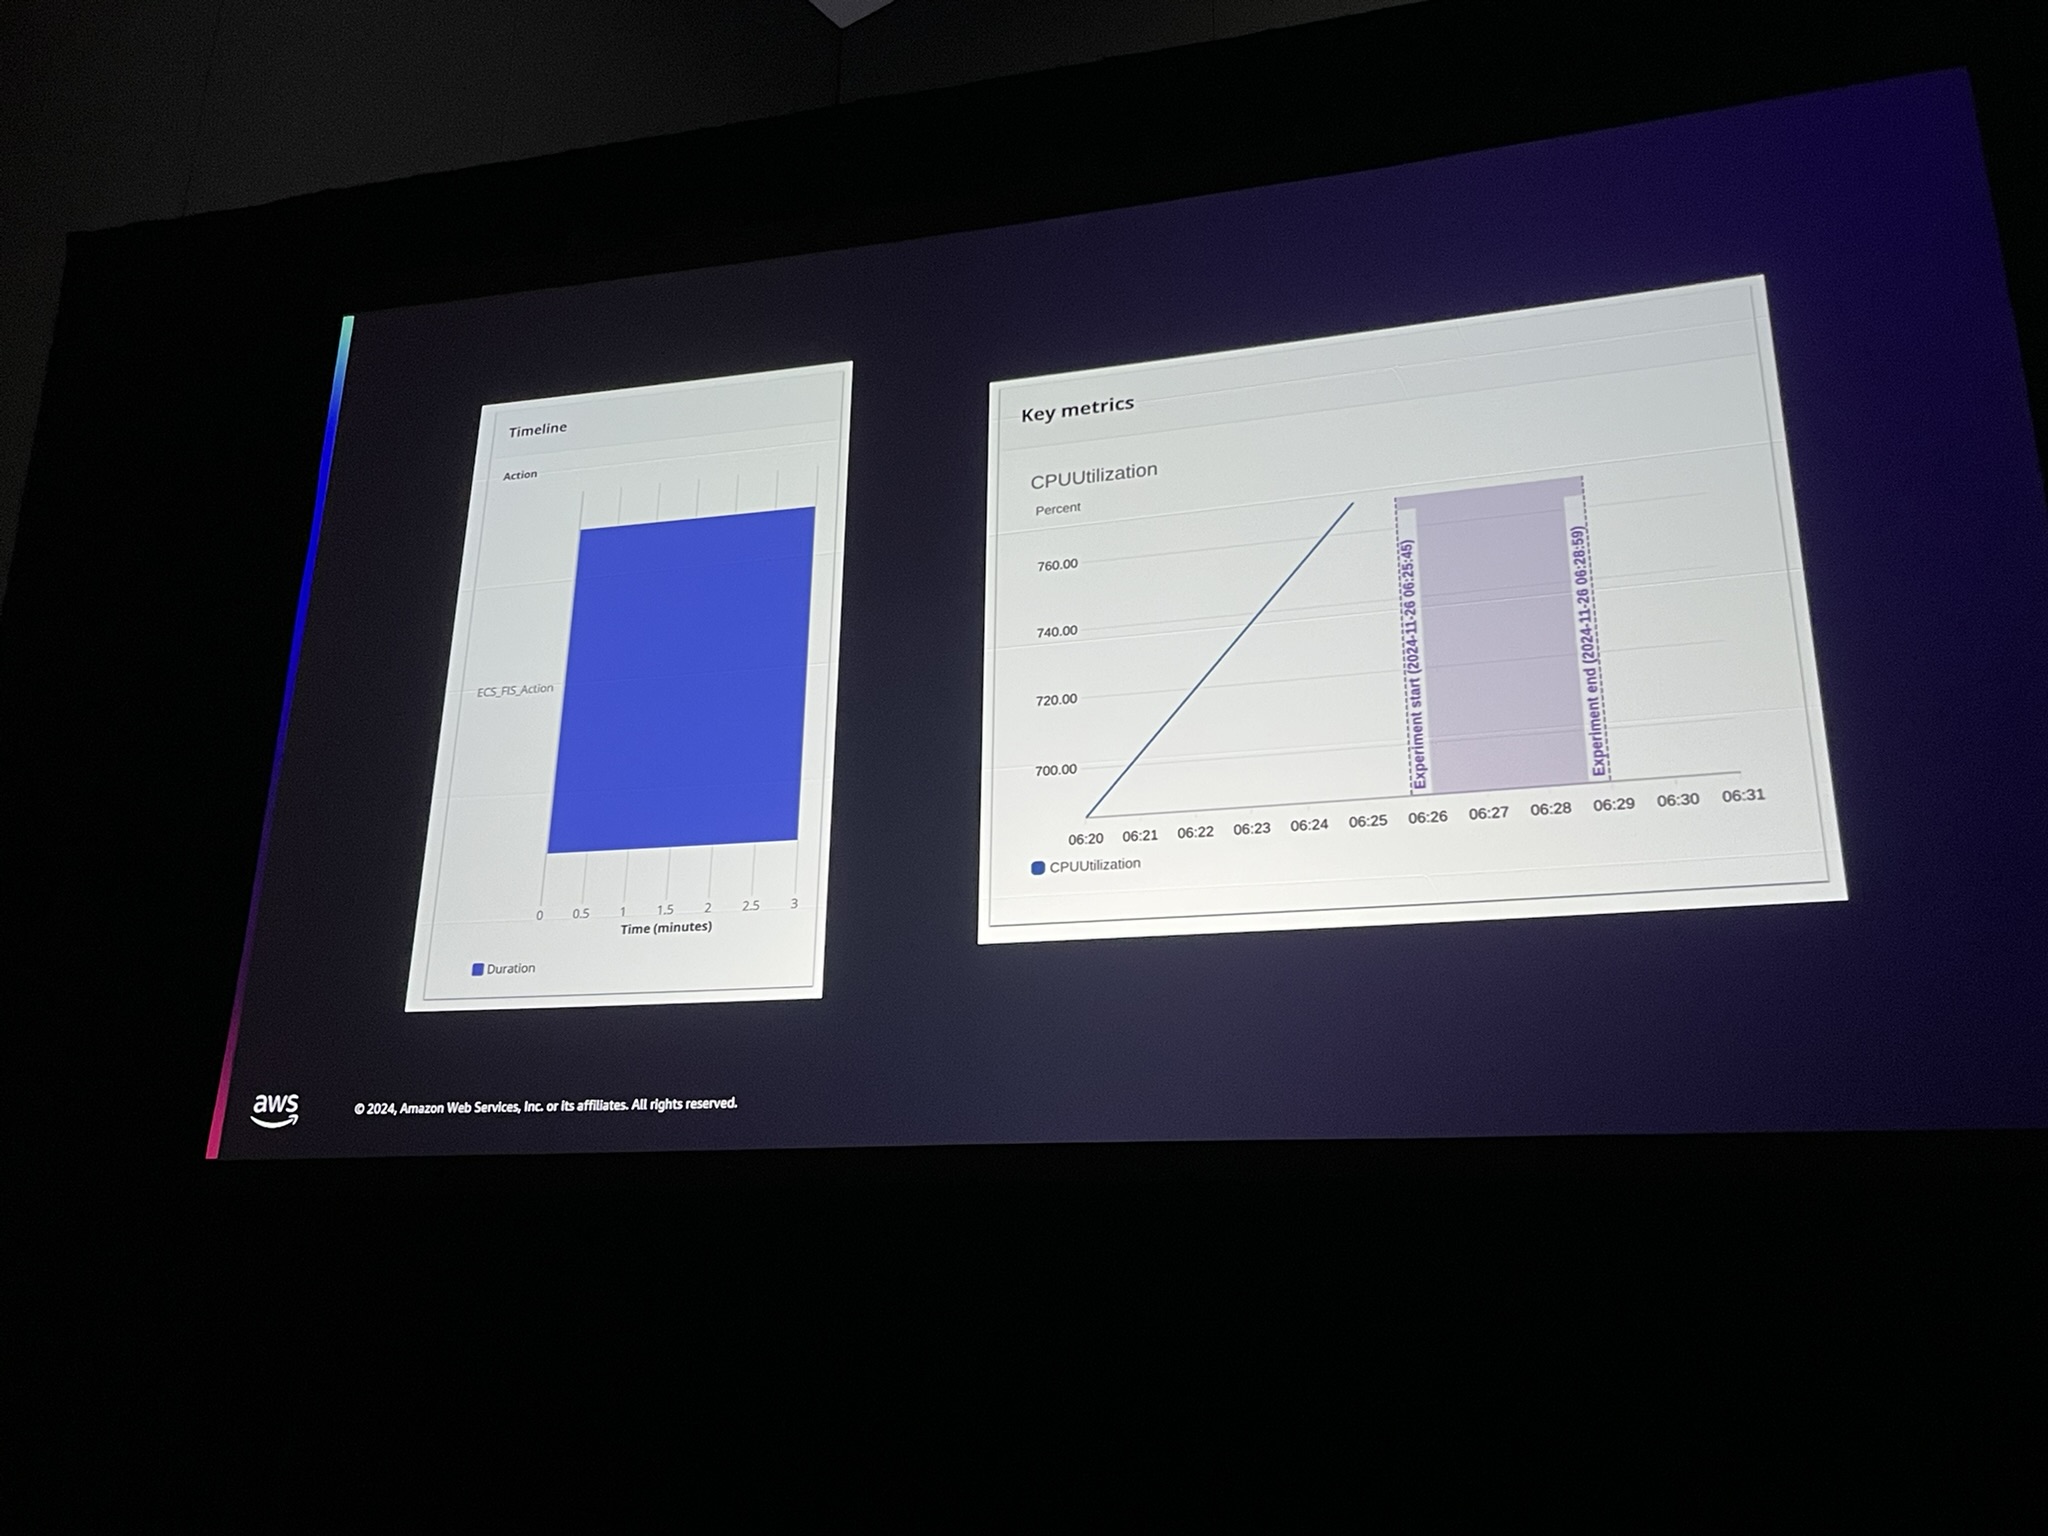 Timeline
Action
ECS_FIS_Action
0 0.5 1 1.5 2 2.5 3
Time (minutes)
Duration
Key metrics
CPUUtilization
Percent
760.00
740.00
720.00
700.00
Experiment start (2024-11-26 06:25:45)
Experiment end (2024-11-26 06:28:59)
06:20 06:21 06:22 06:23 06:24 06:25 06:26 06:27 06:28 06:29 06:30 06:31
CPUUtilization
aws
© 2024, Amazon Web Services, Inc. or its affiliates. All rights reserved.